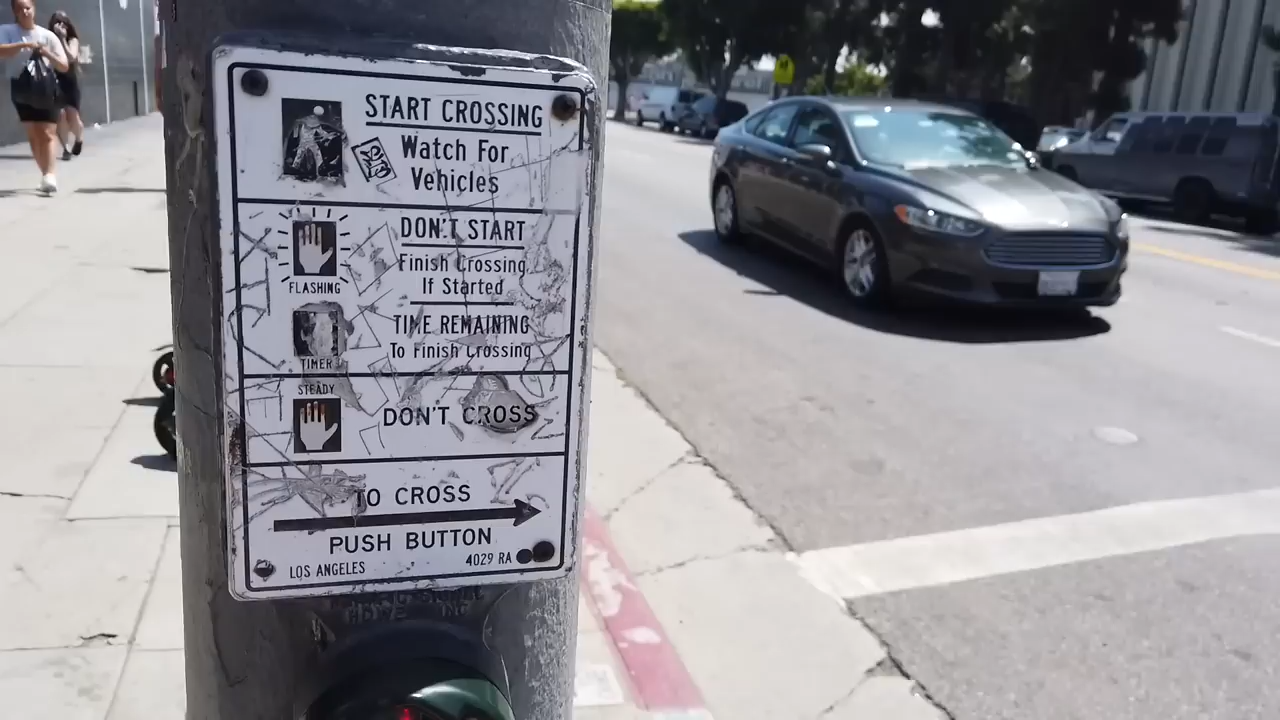 START CROSSING
Watch For
Vehicles
DON'T START
Finish Crossing
If Started
FLASHING
TIME REMAINING
To Finish Crossing
TIMER
STEADY
DON'T CROSS
TO CROSS
PUSH BUTTON
LOS ANGELES 4029 RA